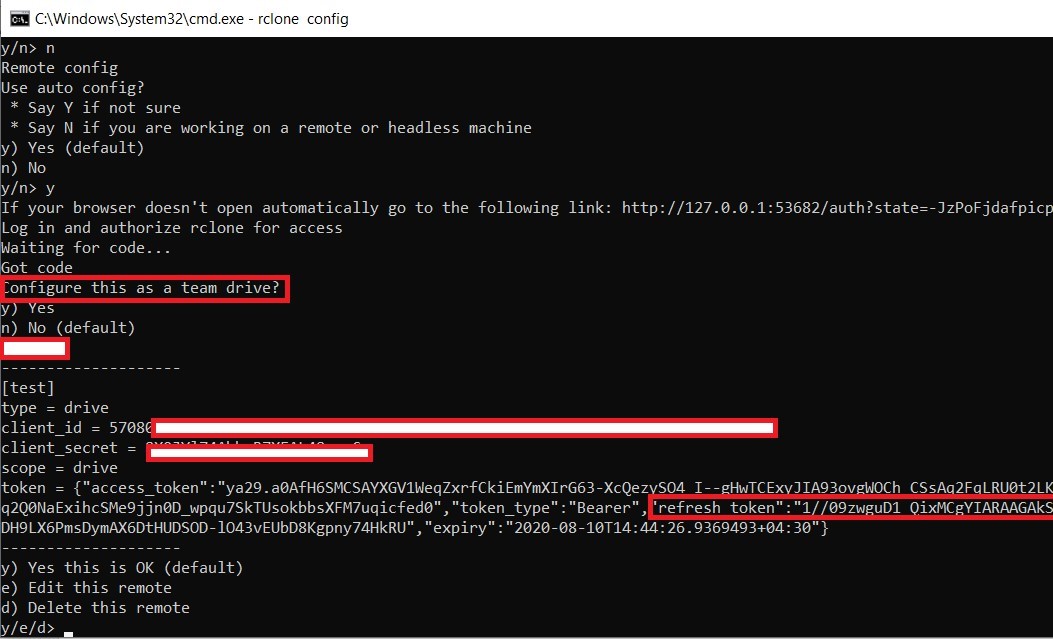 C:\Windows\System32\cmd.exe - rclone config
y/n> n
Remote config
Use auto config?
* Say Y if not sure
* Say N if you are working on a remote or headless machine
y) Yes (default)
n) No
y/n> y
If your browser doesn't open automatically go to the following link: http://127.0.0.1:53682/auth?state=-JzPoFjdafpicp
Log in and authorize rclone for access
Waiting for code...
Got code
Configure this as a team drive?
y) Yes
n) No (default)
--------------------
[test]
type = drive
client_id = 57080
client_secret =
scope = drive
token = {"access_token":"ya29.a0AfH6SMCSAYXGV1WeqZxrfCkiEmYmXIrG63-XcQezySO4_I--gHwTCExyJIA93ovgWOCh_CSsAq2FqLRU0t2LK
q2Q0NaExihcSMe9jjn0D_wpqu7SkTUsokbbsXFM7uqicfed0","token_type":"Bearer","refresh_token":"1//09zwguD1_QixMCgYIARAAGAkS
DH9LX6PmsDymAX6DtHUDSOD-lO43vEUbD8Kgpny74HkRU","expiry":"2020-08-10T14:44:26.9369493+04:30"}
--------------------
y) Yes this is OK (default)
e) Edit this remote
d) Delete this remote
y/e/d>